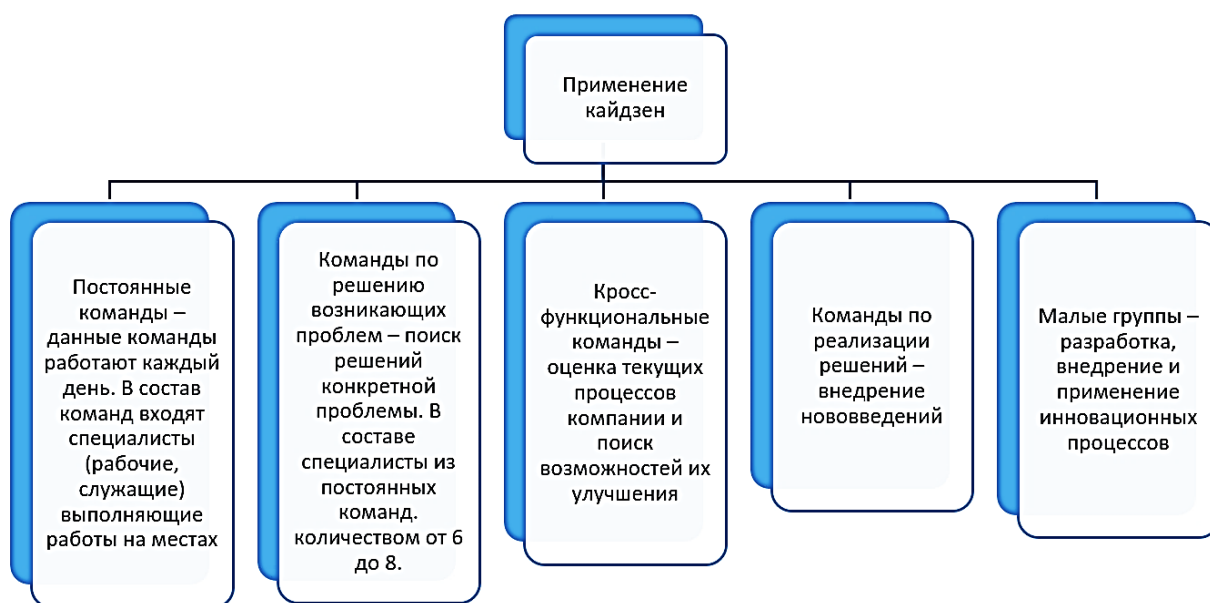 Применение
кайдзен
Постоянные
команды –
данные команды
работают каждый
день. В состав
команд входят
специалисты
(рабочие,
служащие)
выполняющие
работы на местах
Команды по
решению
возникающих
проблем – поиск
решений
конкретной
проблемы. В
составе
специалисты из
постоянных
команд.
количеством от 6
до 8.
Кросс-
функциональные
команды –
оценка текущих
процессов
компании и
поиск
возможностей их
улучшения
Команды по
реализации
решений –
внедрение
нововведений
Малые группы –
разработка,
внедрение и
применение
инновационных
процессов